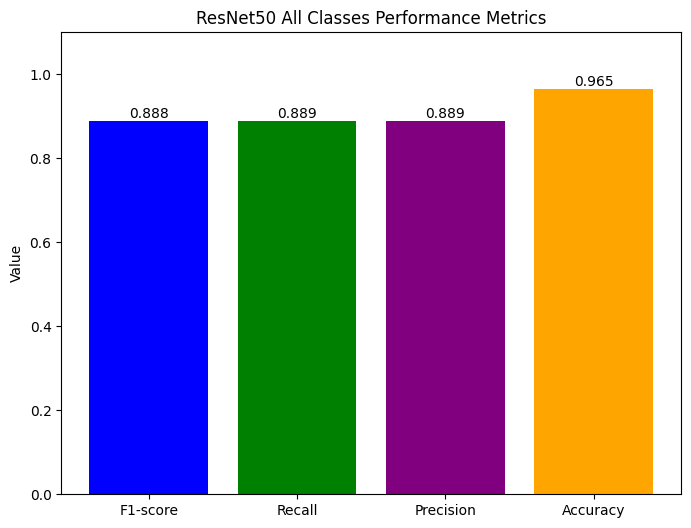 ResNet50 All Classes Performance Metrics
Value
1.0
0.8
0.6
0.4
0.2
0.0
0.888
0.889
0.889
0.965
F1-score
Recall
Precision
Accuracy